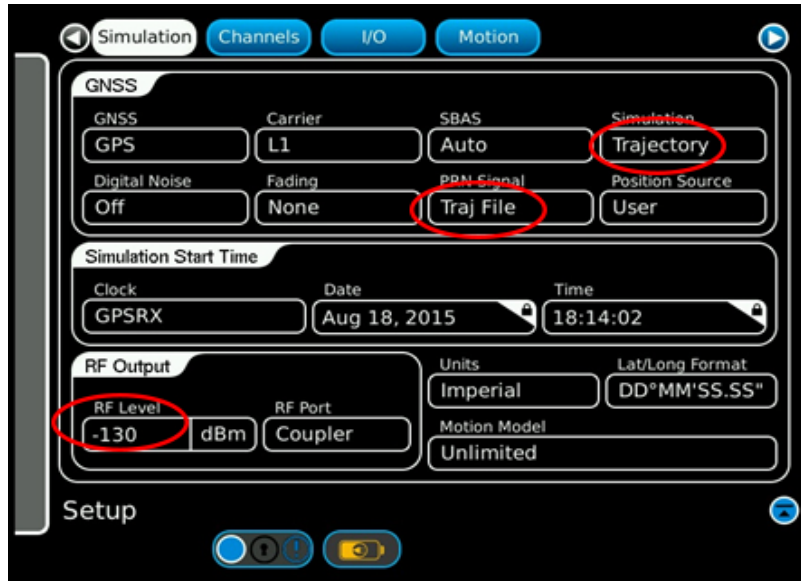 Simulation Channels I/O Motion
GNSS
GNSS Carrier SBAS Simulation
GPS L1 Auto Trajectory
Digital Noise Fading PRN Signal Position Source
Off None Traj File User
Simulation Start Time
Clock Date Time
GPSRX Aug 18, 2015 18:14:02
RF Output
RF Level RF Port
-130 dBm Coupler
Units Lat/Long Format
Imperial DD°MM'SS.SS"
Motion Model
Unlimited
Setup